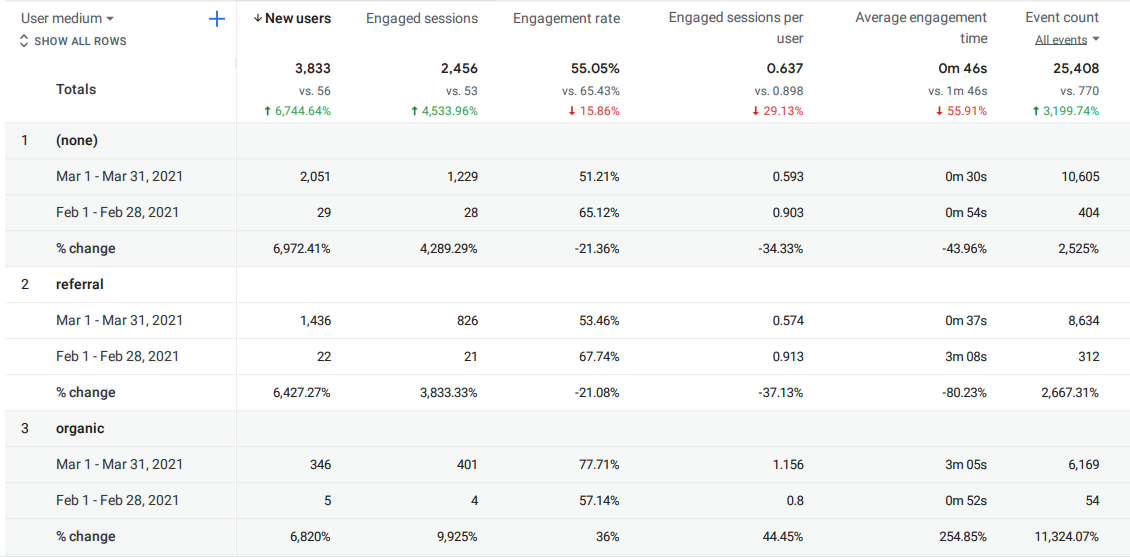 User medium + ↓ New users Engaged sessions Engagement rate Engaged sessions per user Average engagement time Event count
SHOW ALL ROWS All events
Totals 3,833 2,456 55.05% 0.637 0m 46s 25,408
vs. 56 vs. 53 vs. 65.43% vs. 0.898 vs. 1m 46s vs. 770
↑ 6,744.64% ↑ 4,533.96% ↓ 15.86% ↓ 29.13% ↓ 55.91% ↑ 3,199.74%
1 (none)
Mar 1 - Mar 31, 2021 2,051 1,229 51.21% 0.593 0m 30s 10,605
Feb 1 - Feb 28, 2021 29 28 65.12% 0.903 0m 54s 404
% change 6,972.41% 4,289.29% -21.36% -34.33% -43.96% 2,525%
2 referral
Mar 1 - Mar 31, 2021 1,436 826 53.46% 0.574 0m 37s 8,634
Feb 1 - Feb 28, 2021 22 21 67.74% 0.913 3m 08s 312
% change 6,427.27% 3,833.33% -21.08% -37.13% -80.23% 2,667.31%
3 organic
Mar 1 - Mar 31, 2021 346 401 77.71% 1.156 3m 05s 6,169
Feb 1 - Feb 28, 2021 5 4 57.14% 0.8 0m 52s 54
% change 6,820% 9,925% 36% 44.45% 254.85% 11,324.07%